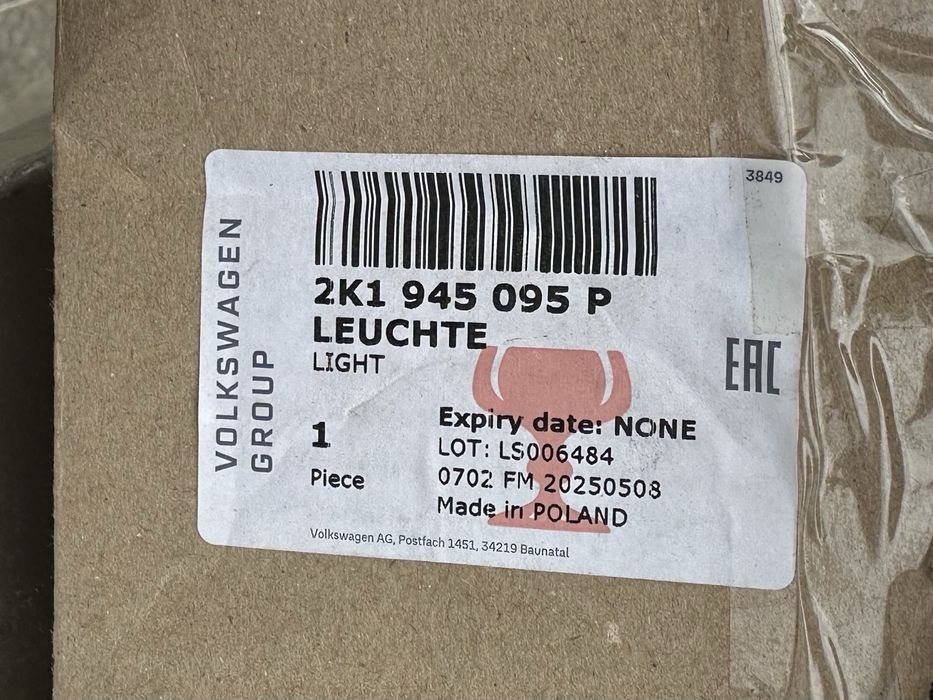 3849
2K1 945 095 P
LEUCHTE
LIGHT
EAC
1
Piece
Expiry date: NONE
LOT: LS006484
0702 FM 20250508
Made in POLAND
Volkswagen AG, Postfach 1451, 34219 Baunatal
VOLKSWAGEN
GROUP